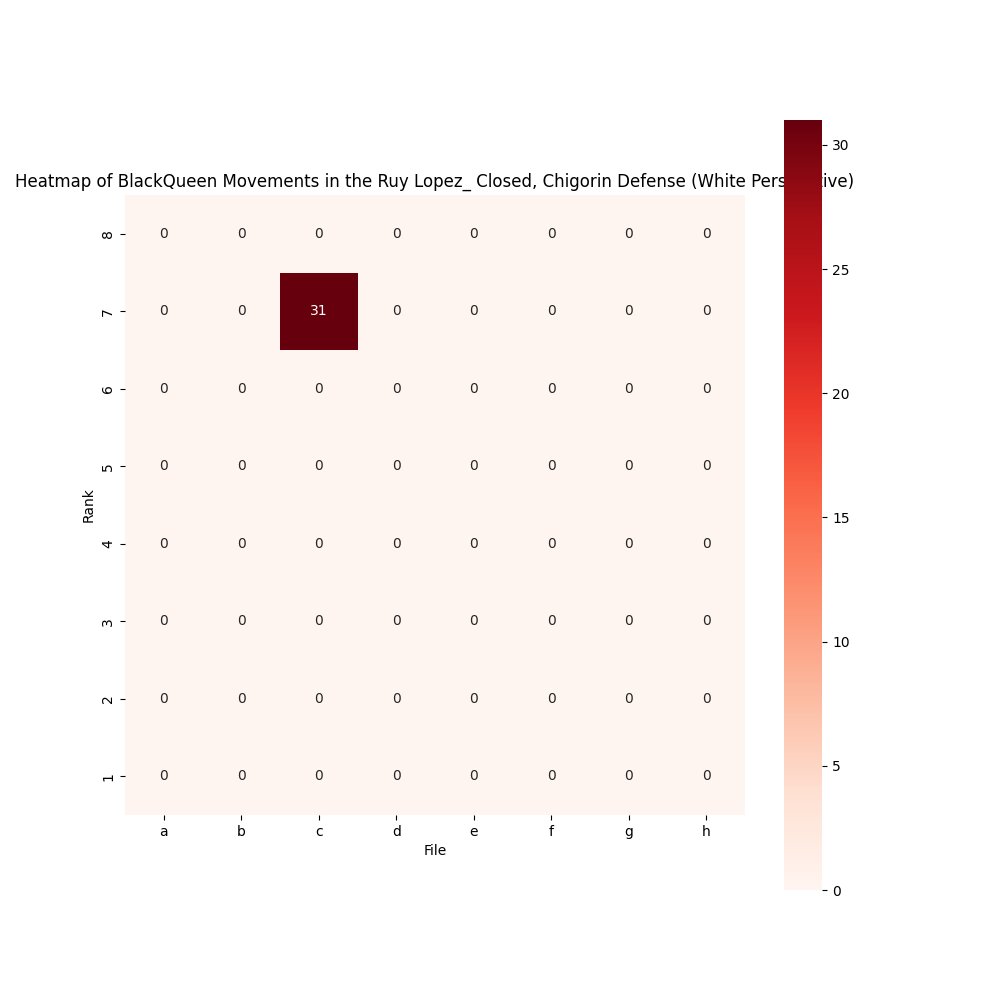 Heatmap of BlackQueen Movements in the Ruy Lopez_ Closed, Chigorin Defense (White Perspective)
8 0 0 0 0 0 0 0 0
7 0 0 31 0 0 0 0 0
6 0 0 0 0 0 0 0 0
5 0 0 0 0 0 0 0 0
4 0 0 0 0 0 0 0 0
3 0 0 0 0 0 0 0 0
2 0 0 0 0 0 0 0 0
1 0 0 0 0 0 0 0 0
a b c d e f g h
File
Rank
30
25
20
15
10
5
0